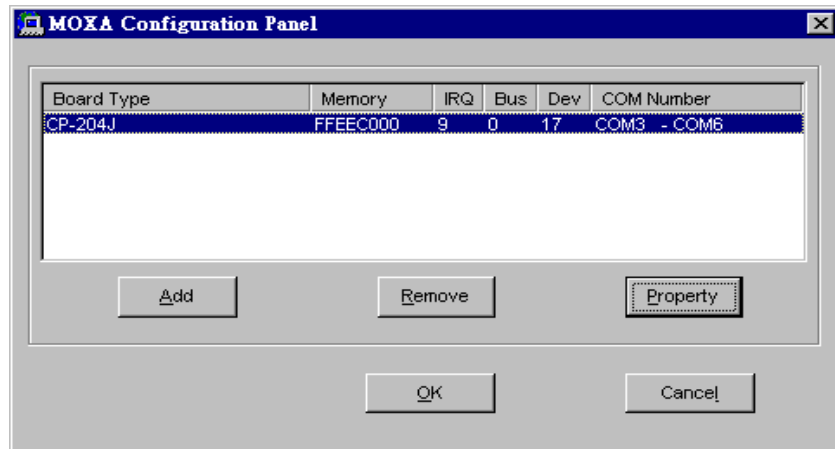 MOXA Configuration Panel
Board Type Memory IRQ Bus Dev COM Number
CP-204J FFEEC000 9 0 17 COM3 - COM6
Add Remove Property
OK Cancel